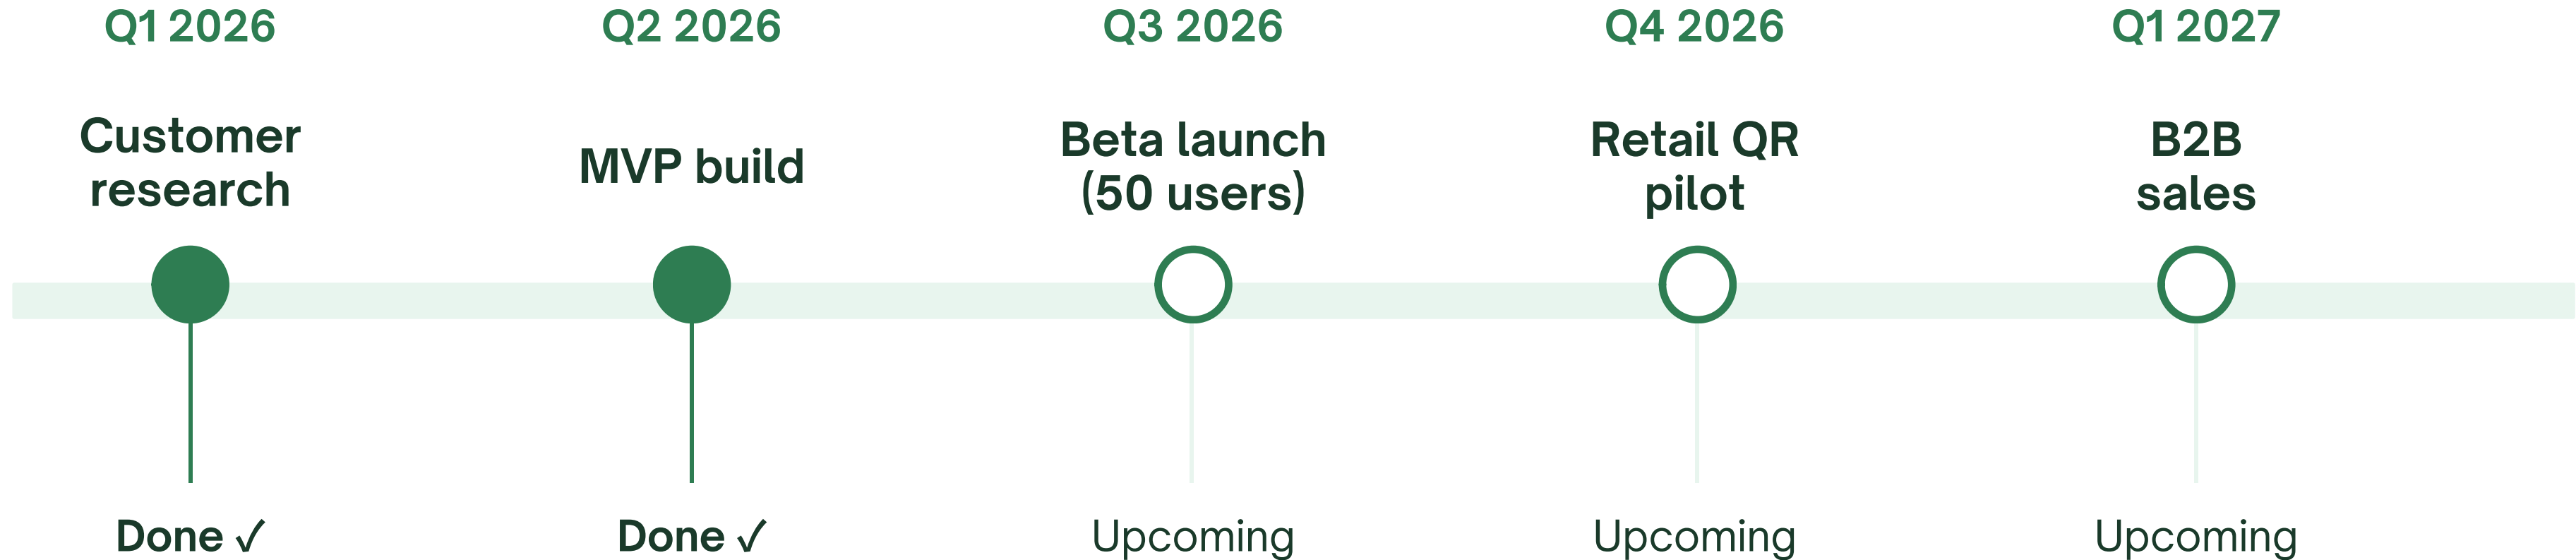 Q1 2026
Q2 2026
Q3 2026
Q4 2026
Q1 2027
Customer
research
MVP build
Beta launch
(50 users)
Retail QR
pilot
B2B
sales
Done ✓
Done ✓
Upcoming
Upcoming
Upcoming